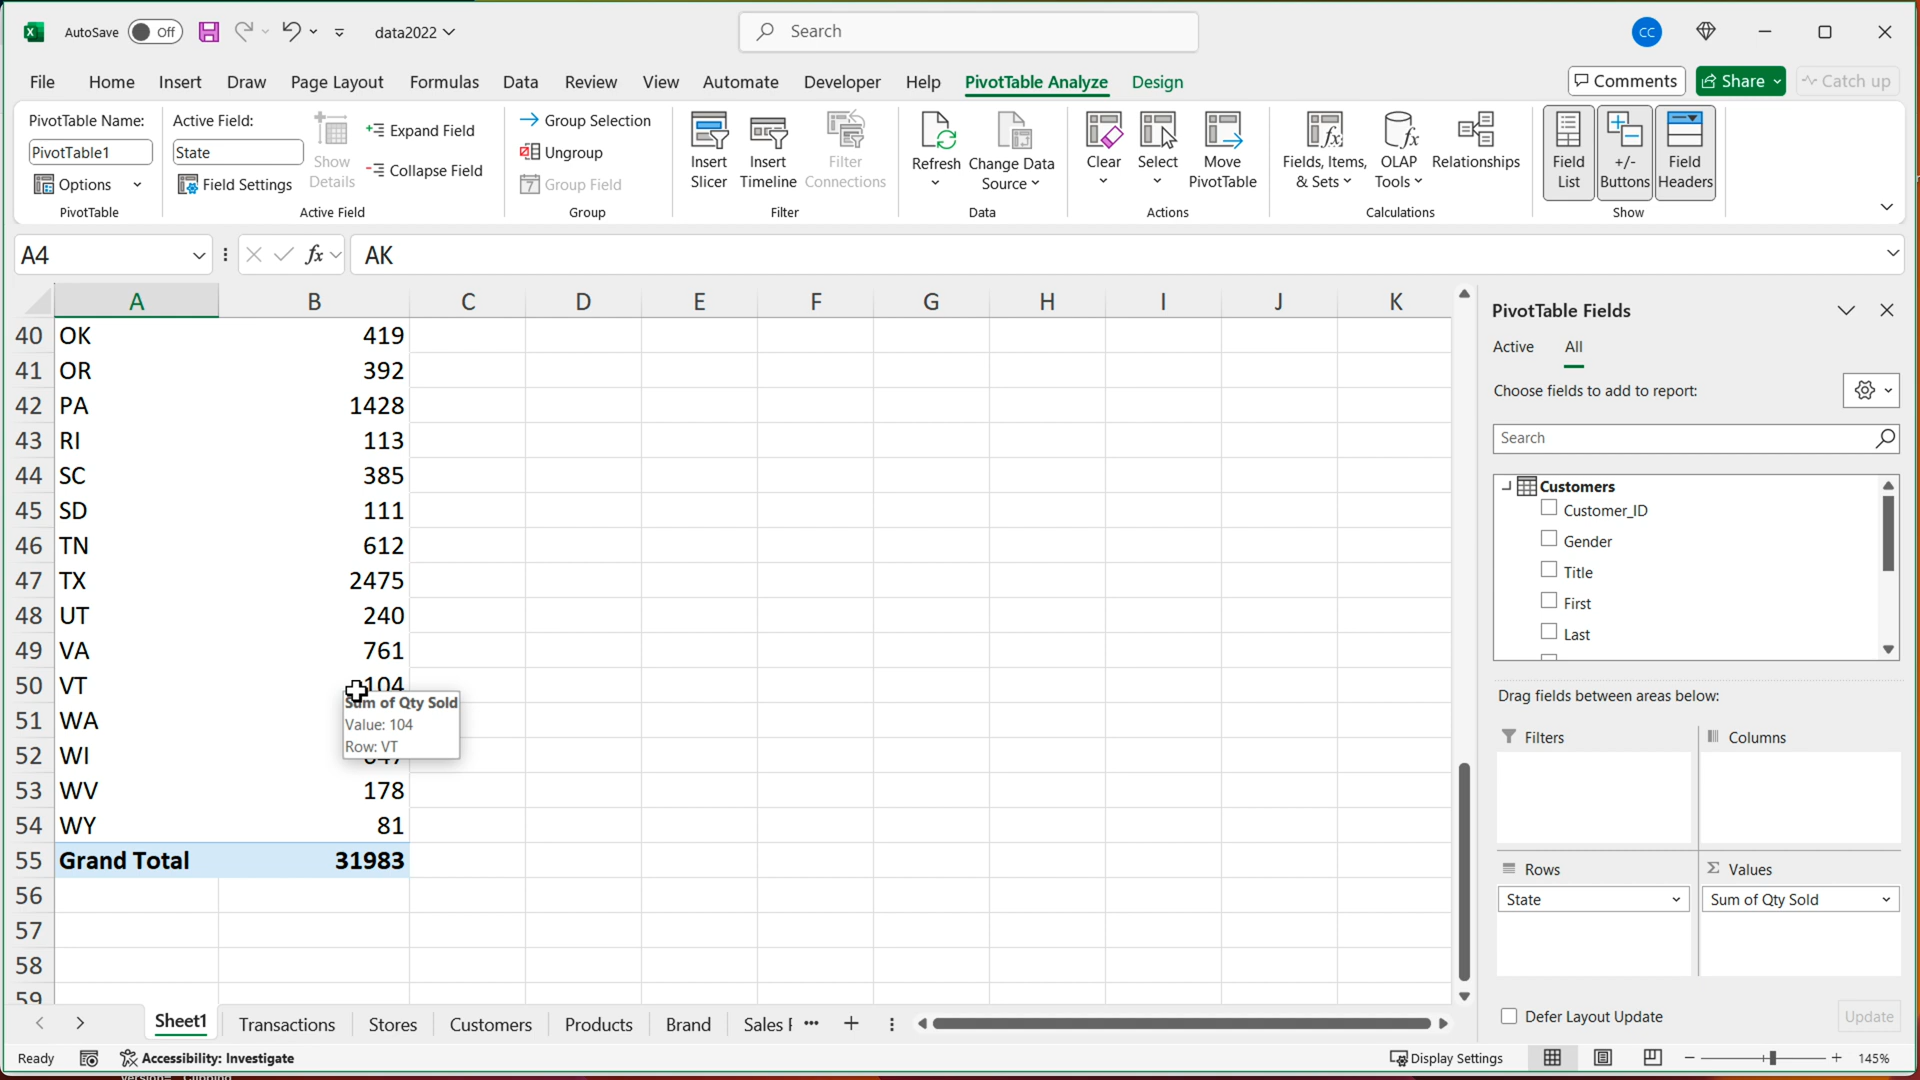 AutoSave Off data2022 Search CC
File Home Insert Draw Page Layout Formulas Data Review View Automate Developer Help PivotTable Analyze Design Comments Share Catch up
PivotTable Name:
PivotTable1
Options
PivotTable
Active Field:
State
Field Settings
Show Details
Expand Field
Collapse Field
Active Field
Group Selection
Ungroup
Group Field
Group
Insert Slicer
Insert Timeline
Filter Connections
Filter
Refresh
Change Data Source
Data
Clear
Select
Move PivotTable
Actions
Fields, Items, & Sets
OLAP Tools
Relationships
Calculations
Field List
+/- Buttons
Field Headers
Show
A4 fx AK
A B C D E F G H I J K
40 OK 419
41 OR 392
42 PA 1428
43 RI 113
44 SC 385
45 SD 111
46 TN 612
47 TX 2475
48 UT 240
49 VA 761
50 VT 104
51 WA
52 WI
53 WV 178
54 WY 81
55 Grand Total 31983
56
57
58
59
Sum of Qty Sold
Value: 104
Row: VT
PivotTable Fields
Active All
Choose fields to add to report:
Search
Customers
Customer_ID
Gender
Title
First
Last
Drag fields between areas below:
Filters Columns
Rows Σ Values
State Sum of Qty Sold
Defer Layout Update Update
Sheet1 Transactions Stores Customers Products Brand Sales
Ready Accessibility: Investigate Display Settings 145%